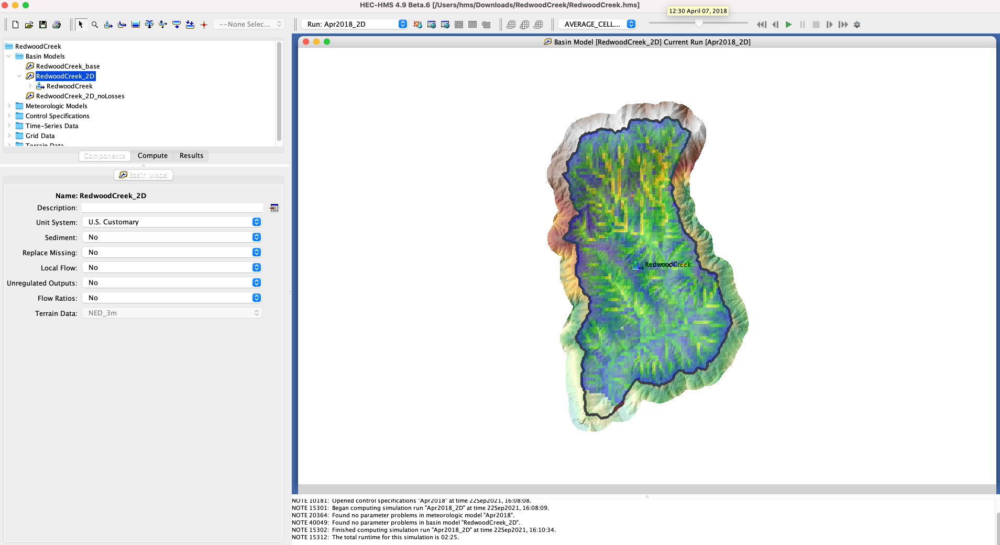 HEC-HMS 4.9 Beta.6 [/Users/hms/Downloads/RedwoodCreek/RedwoodCreek.hms]
12:30 April 07, 2018
--None Selec...
Run: Apr2018_2D
AVERAGE_CELL...
RedwoodCreek
Basin Models
RedwoodCreek_base
RedwoodCreek_2D
RedwoodCreek
RedwoodCreek_2D_noLosses
Meteorologic Models
Control Specifications
Time-Series Data
Grid Data
Terrain Data
Components Compute Results
Basin Model
Name: RedwoodCreek_2D
Description:
Unit System: U.S. Customary
Sediment: No
Replace Missing: No
Local Flow: No
Unregulated Outputs: No
Flow Ratios: No
Terrain Data: NED_3m
Basin Model [RedwoodCreek_2D] Current Run [Apr2018_2D]
RedwoodCreek
NOTE 10181: Opened control specifications "Apr2018" at time 22Sep2021, 16:08:08.
NOTE 15301: Began computing simulation run "Apr2018_2D" at time 22Sep2021, 16:08:09.
NOTE 20364: Found no parameter problems in meteorologic model "Apr2018".
NOTE 40049: Found no parameter problems in basin model "RedwoodCreek_2D".
NOTE 15302: Finished computing simulation run "Apr2018_2D" at time 22Sep2021, 16:10:34.
NOTE 15312: The total runtime for this simulation is 02:25.